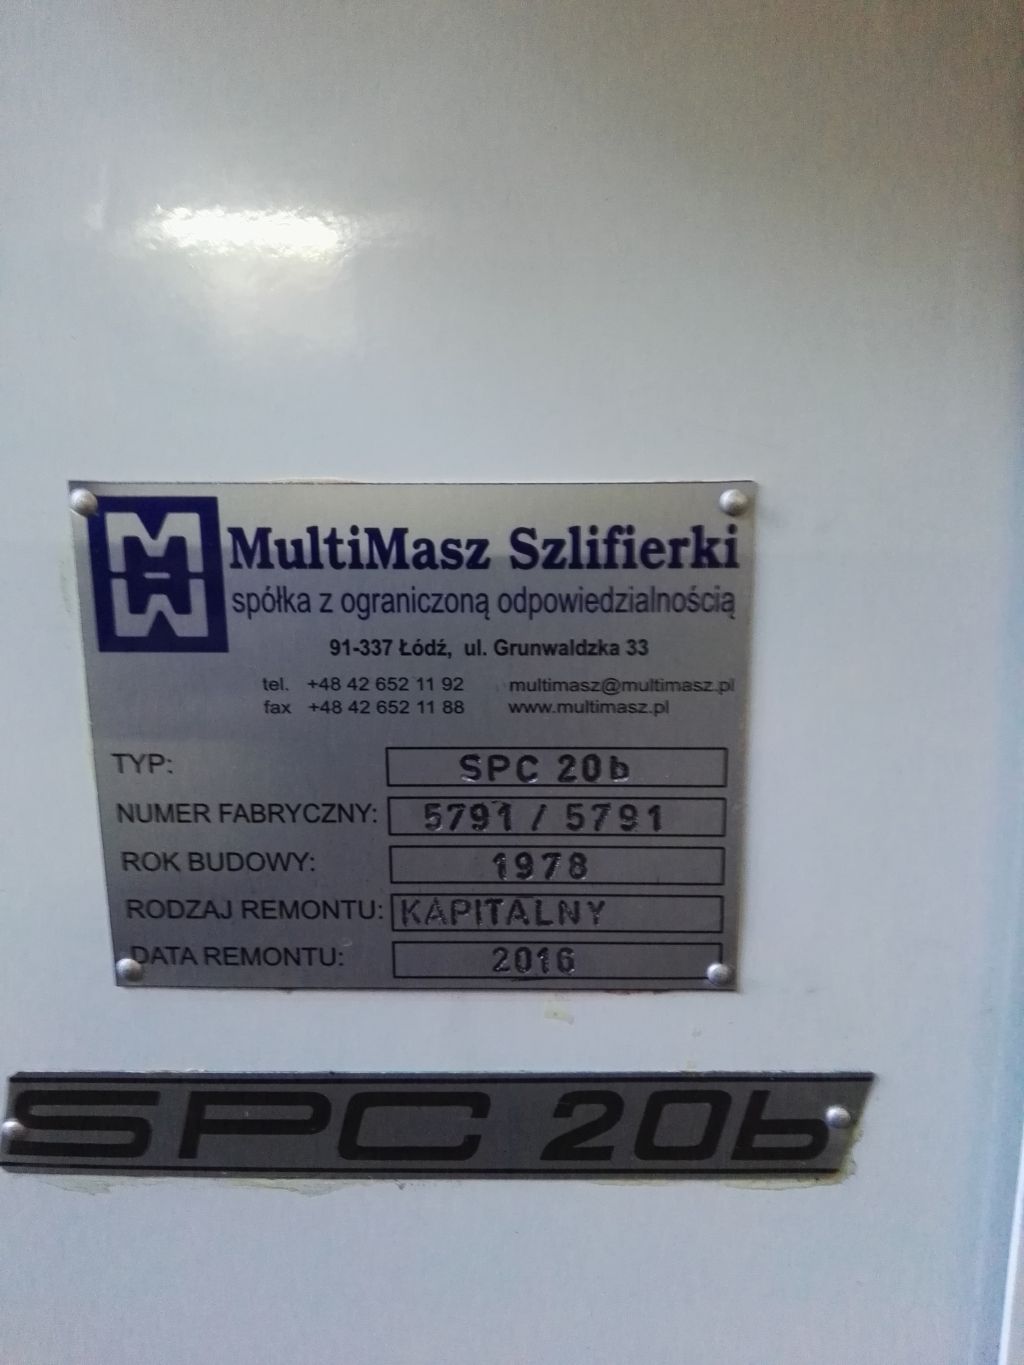 MultiMasz Szlifierki
spółka z ograniczoną odpowiedzialnością
91-337 Łódź, ul. Grunwaldzka 33
tel. +48 42 652 11 92 multimasz@multimasz.pl
fax +48 42 652 11 88 www.multimasz.pl
TYP: SPC 20b
NUMER FABRYCZNY: 5791 / 5791
ROK BUDOWY: 1978
RODZAJ REMONTU: KAPITALNY
DATA REMONTU: 2016
SPC 20b